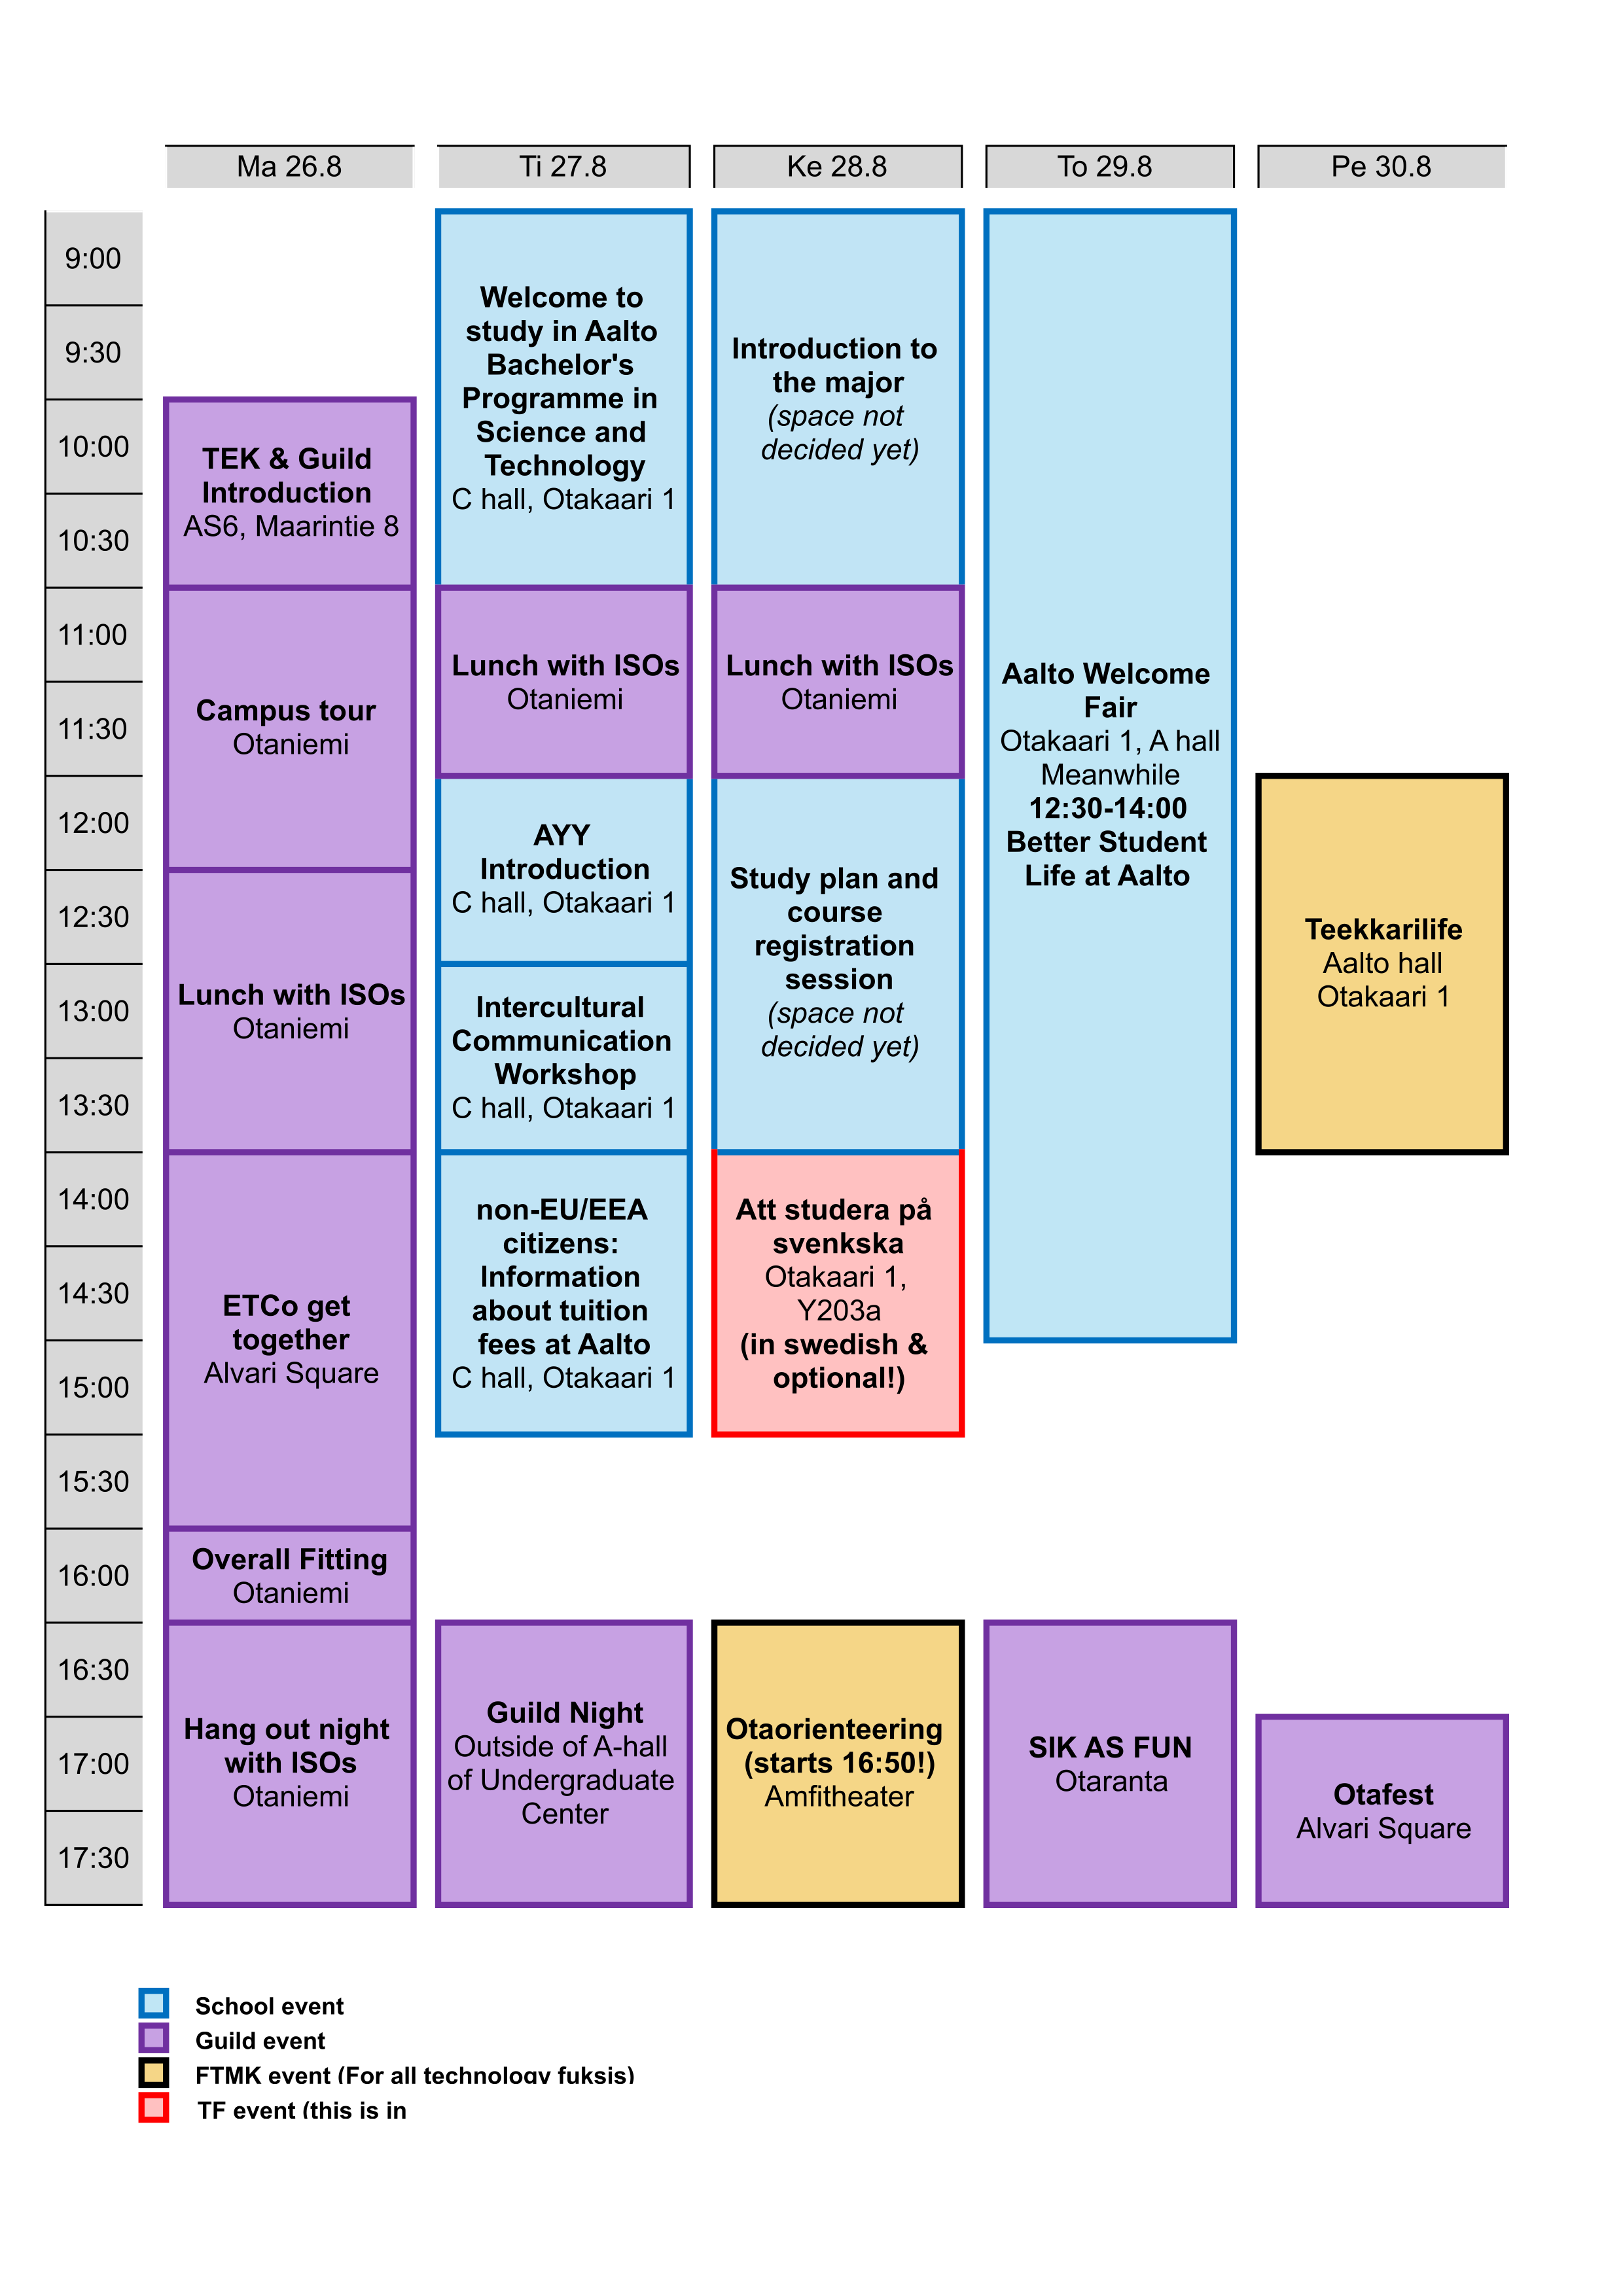 Ma 26.8
Ti 27.8
Ke 28.8
To 29.8
Pe 30.8
9:00
9:30
10:00
10:30
11:00
11:30
12:00
12:30
13:00
13:30
14:00
14:30
15:00
15:30
16:00
16:30
17:00
17:30
TEK & Guild
Introduction
AS6, Maarintie 8
Campus tour
Otaniemi
Lunch with ISOs
Otaniemi
ETCo get
together
Alvari Square
Overall Fitting
Otaniemi
Hang out night
with ISOs
Otaniemi
Welcome to
study in Aalto
Bachelor's
Programme in
Science and
Technology
C hall, Otakaari 1
Lunch with ISOs
Otaniemi
AYY
Introduction
C hall, Otakaari 1
Intercultural
Communication
Workshop
C hall, Otakaari 1
non-EU/EEA
citizens:
Information
about tuition
fees at Aalto
C hall, Otakaari 1
Guild Night
Outside of A-hall
of Undergraduate
Center
Introduction to
the major
(space not
decided yet)
Lunch with ISOs
Otaniemi
Study plan and
course
registration
session
(space not
decided yet)
Att studera på
svenkska
Otakaari 1,
Y203a
(in swedish &
optional!)
Otaorienteering
(starts 16:50!)
Amfitheater
Aalto Welcome
Fair
Otakaari 1, A hall
Meanwhile
12:30-14:00
Better Student
Life at Aalto
SIK AS FUN
Otaranta
Teekkarilife
Aalto hall
Otakaari 1
Otafest
Alvari Square
School event
Guild event
FTMK event (For all technology fuksis)
TF event (this is in